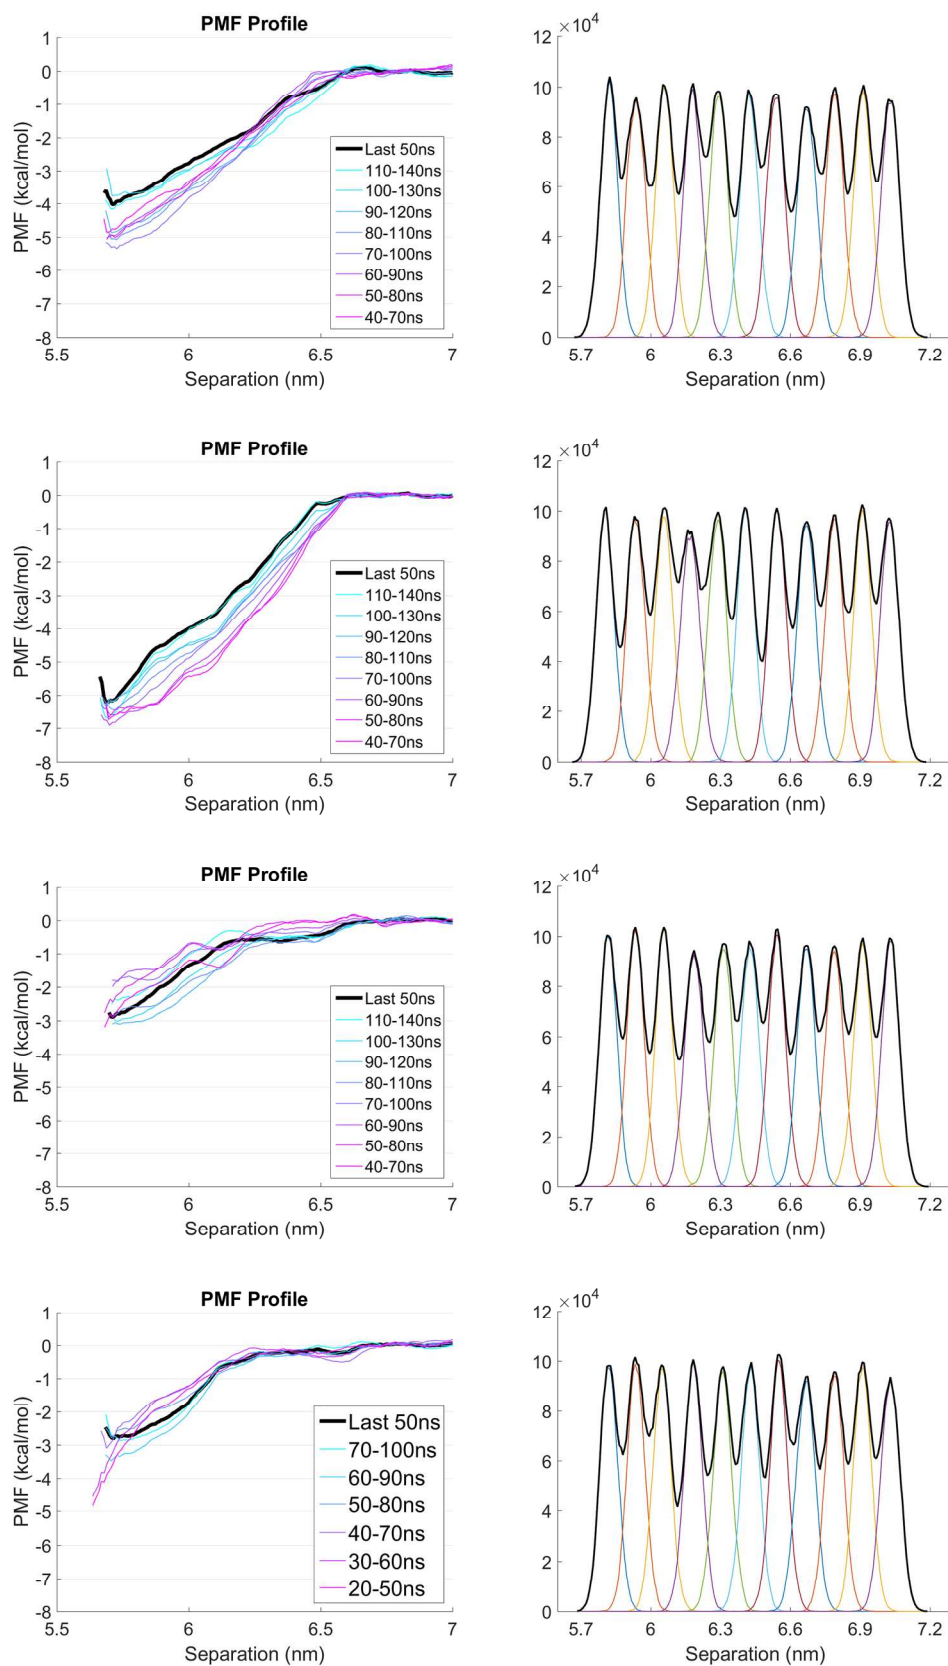 PMF Profile
1
0
-1
-2
-3
-4
-5
-6
-7
-8
PMF (kcal/mol)
5.5
6
6.5
7
Separation (nm)
Last 50ns
110-140ns
100-130ns
90-120ns
80-110ns
70-100ns
60-90ns
50-80ns
40-70ns
×10⁴
12
10
8
6
4
2
0
5.7
6
6.3
6.6
6.9
7.2
Separation (nm)
PMF Profile
1
0
-1
-2
-3
-4
-5
-6
-7
-8
PMF (kcal/mol)
5.5
6
6.5
7
Separation (nm)
Last 50ns
110-140ns
100-130ns
90-120ns
80-110ns
70-100ns
60-90ns
50-80ns
40-70ns
×10⁴
12
10
8
6
4
2
0
5.7
6
6.3
6.6
6.9
7.2
Separation (nm)
PMF Profile
1
0
-1
-2
-3
-4
-5
-6
-7
-8
PMF (kcal/mol)
5.5
6
6.5
7
Separation (nm)
Last 50ns
110-140ns
100-130ns
90-120ns
80-110ns
70-100ns
60-90ns
50-80ns
40-70ns
×10⁴
12
10
8
6
4
2
0
5.7
6
6.3
6.6
6.9
7.2
Separation (nm)
PMF Profile
1
0
-1
-2
-3
-4
-5
-6
-7
-8
PMF (kcal/mol)
5.5
6
6.5
7
Separation (nm)
Last 50ns
70-100ns
60-90ns
50-80ns
40-70ns
30-60ns
20-50ns
×10⁴
12
10
8
6
4
2
0
5.7
6
6.3
6.6
6.9
7.2
Separation (nm)